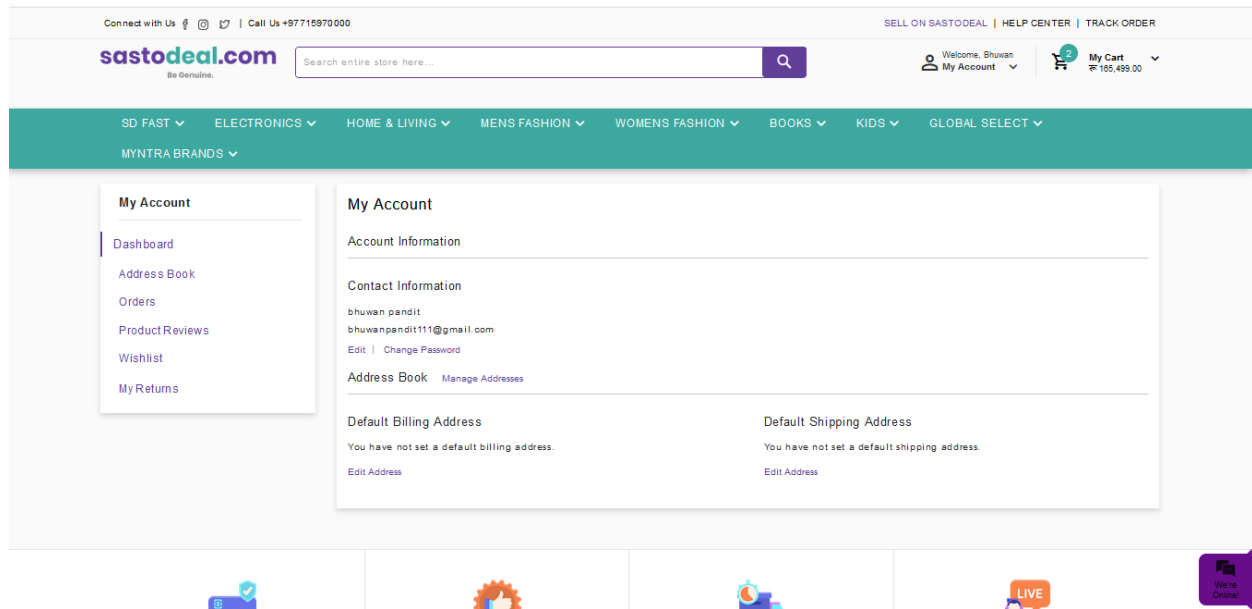 Connect with Us | Call Us +97715970000
SELL ON SASTODEAL | HELP CENTER | TRACK ORDER
sastodeal.com
Be Genuine.
Search entire store here...
Welcome, Bhuwan
My Account
2
My Cart
रू 165,499.00
SD FAST
ELECTRONICS
HOME & LIVING
MENS FASHION
WOMENS FASHION
BOOKS
KIDS
GLOBAL SELECT
MYNTRA BRANDS
My Account
Dashboard
Address Book
Orders
Product Reviews
Wishlist
My Returns
My Account
Account Information
Contact Information
bhuwan pandit
bhuwanpandit111@gmail.com
Edit | Change Password
Address Book Manage Addresses
Default Billing Address
You have not set a default billing address.
Edit Address
Default Shipping Address
You have not set a default shipping address.
Edit Address
LIVE
We're
Online!